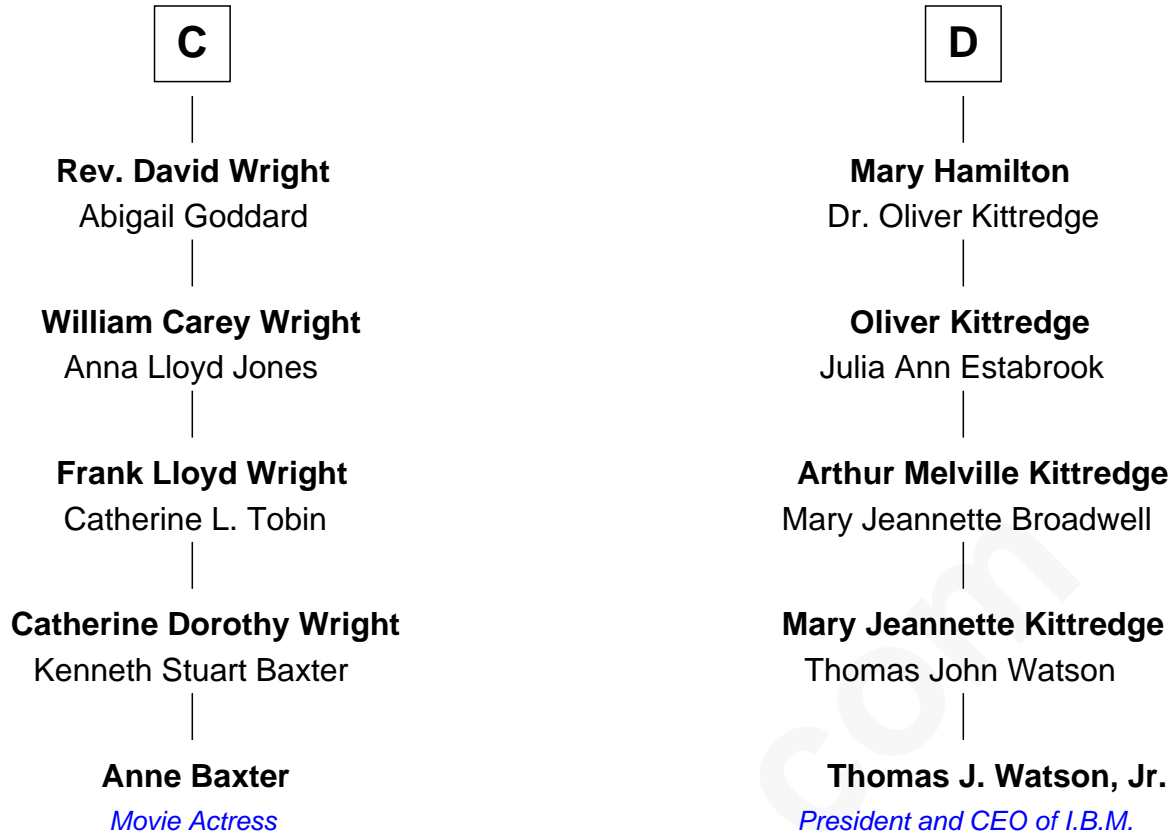 C
Rev. David Wright
Abigail Goddard
William Carey Wright
Anna Lloyd Jones
Frank Lloyd Wright
Catherine L. Tobin
Catherine Dorothy Wright
Kenneth Stuart Baxter
Anne Baxter
Movie Actress
D
Mary Hamilton
Dr. Oliver Kittredge
Oliver Kittredge
Julia Ann Estabrook
Arthur Melville Kittredge
Mary Jeannette Broadwell
Mary Jeannette Kittredge
Thomas John Watson
Thomas J. Watson, Jr.
President and CEO of I.B.M.
com